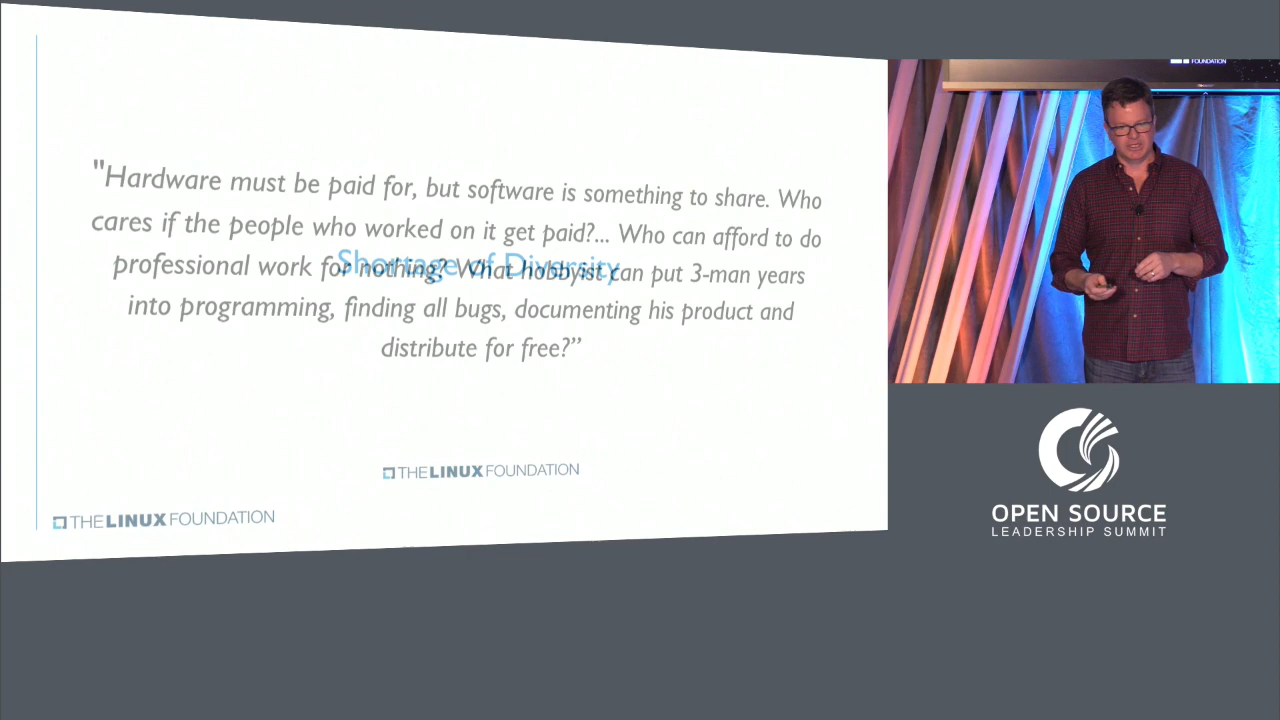 "Hardware must be paid for, but software is something to share. Who
cares if the people who worked on it get paid?... Who can afford to do
professional work for nothing? What hobbyist can put 3-man years
into programming, finding all bugs, documenting his product and
distribute for free?”
Shortage of Diversity
THE LINUX FOUNDATION
THE LINUX FOUNDATION
FOUNDATION
OPEN SOURCE
LEADERSHIP SUMMIT